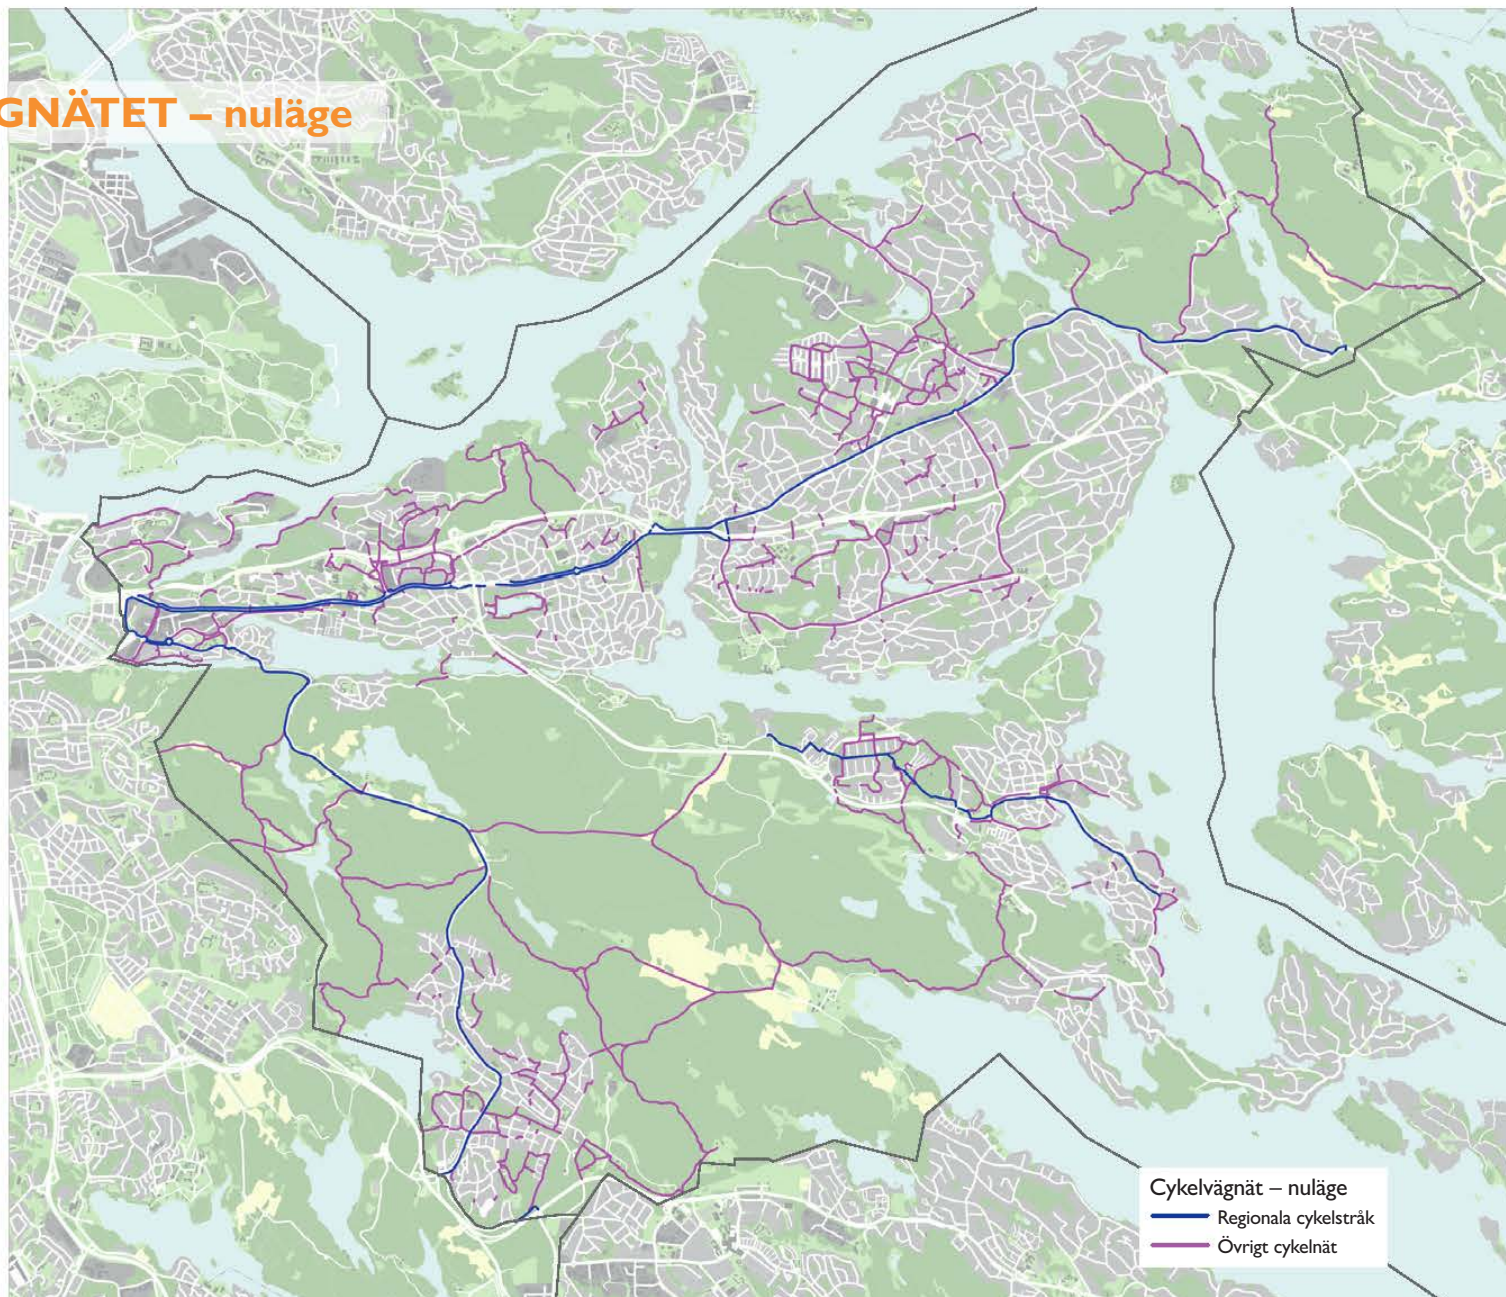 GNÄTET – nuläge
Cykelvägnät – nuläge
Regionala cykelstråk
Övrigt cykelnät